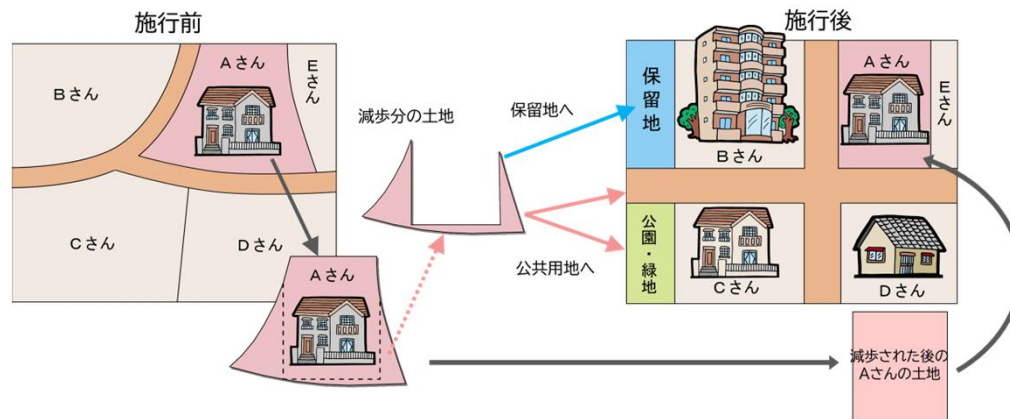 施行前
Aさん
Bさん
Eさん
Cさん
Dさん
Aさん
減歩分の土地
保留地へ
公共用地へ
施行後
保留地
Bさん
Aさん
Eさん
公園・緑地
Cさん
Dさん
減歩された後の
Aさんの土地